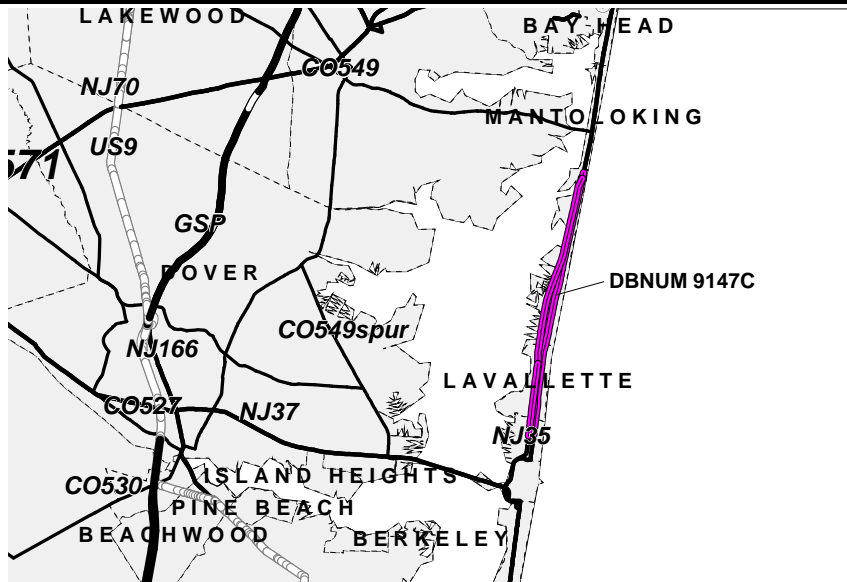 LAKEWOOD
BAY HEAD
CO549
NJ70
MANTOLOKING
US9
571
GSP
DOVER
DBNUM 9147C
CO549spur
NJ166
LAVALLETTE
CO527
NJ37
NJ35
ISLAND HEIGHTS
CO530
PINE BEACH
BEACHWOOD
BERKELEY